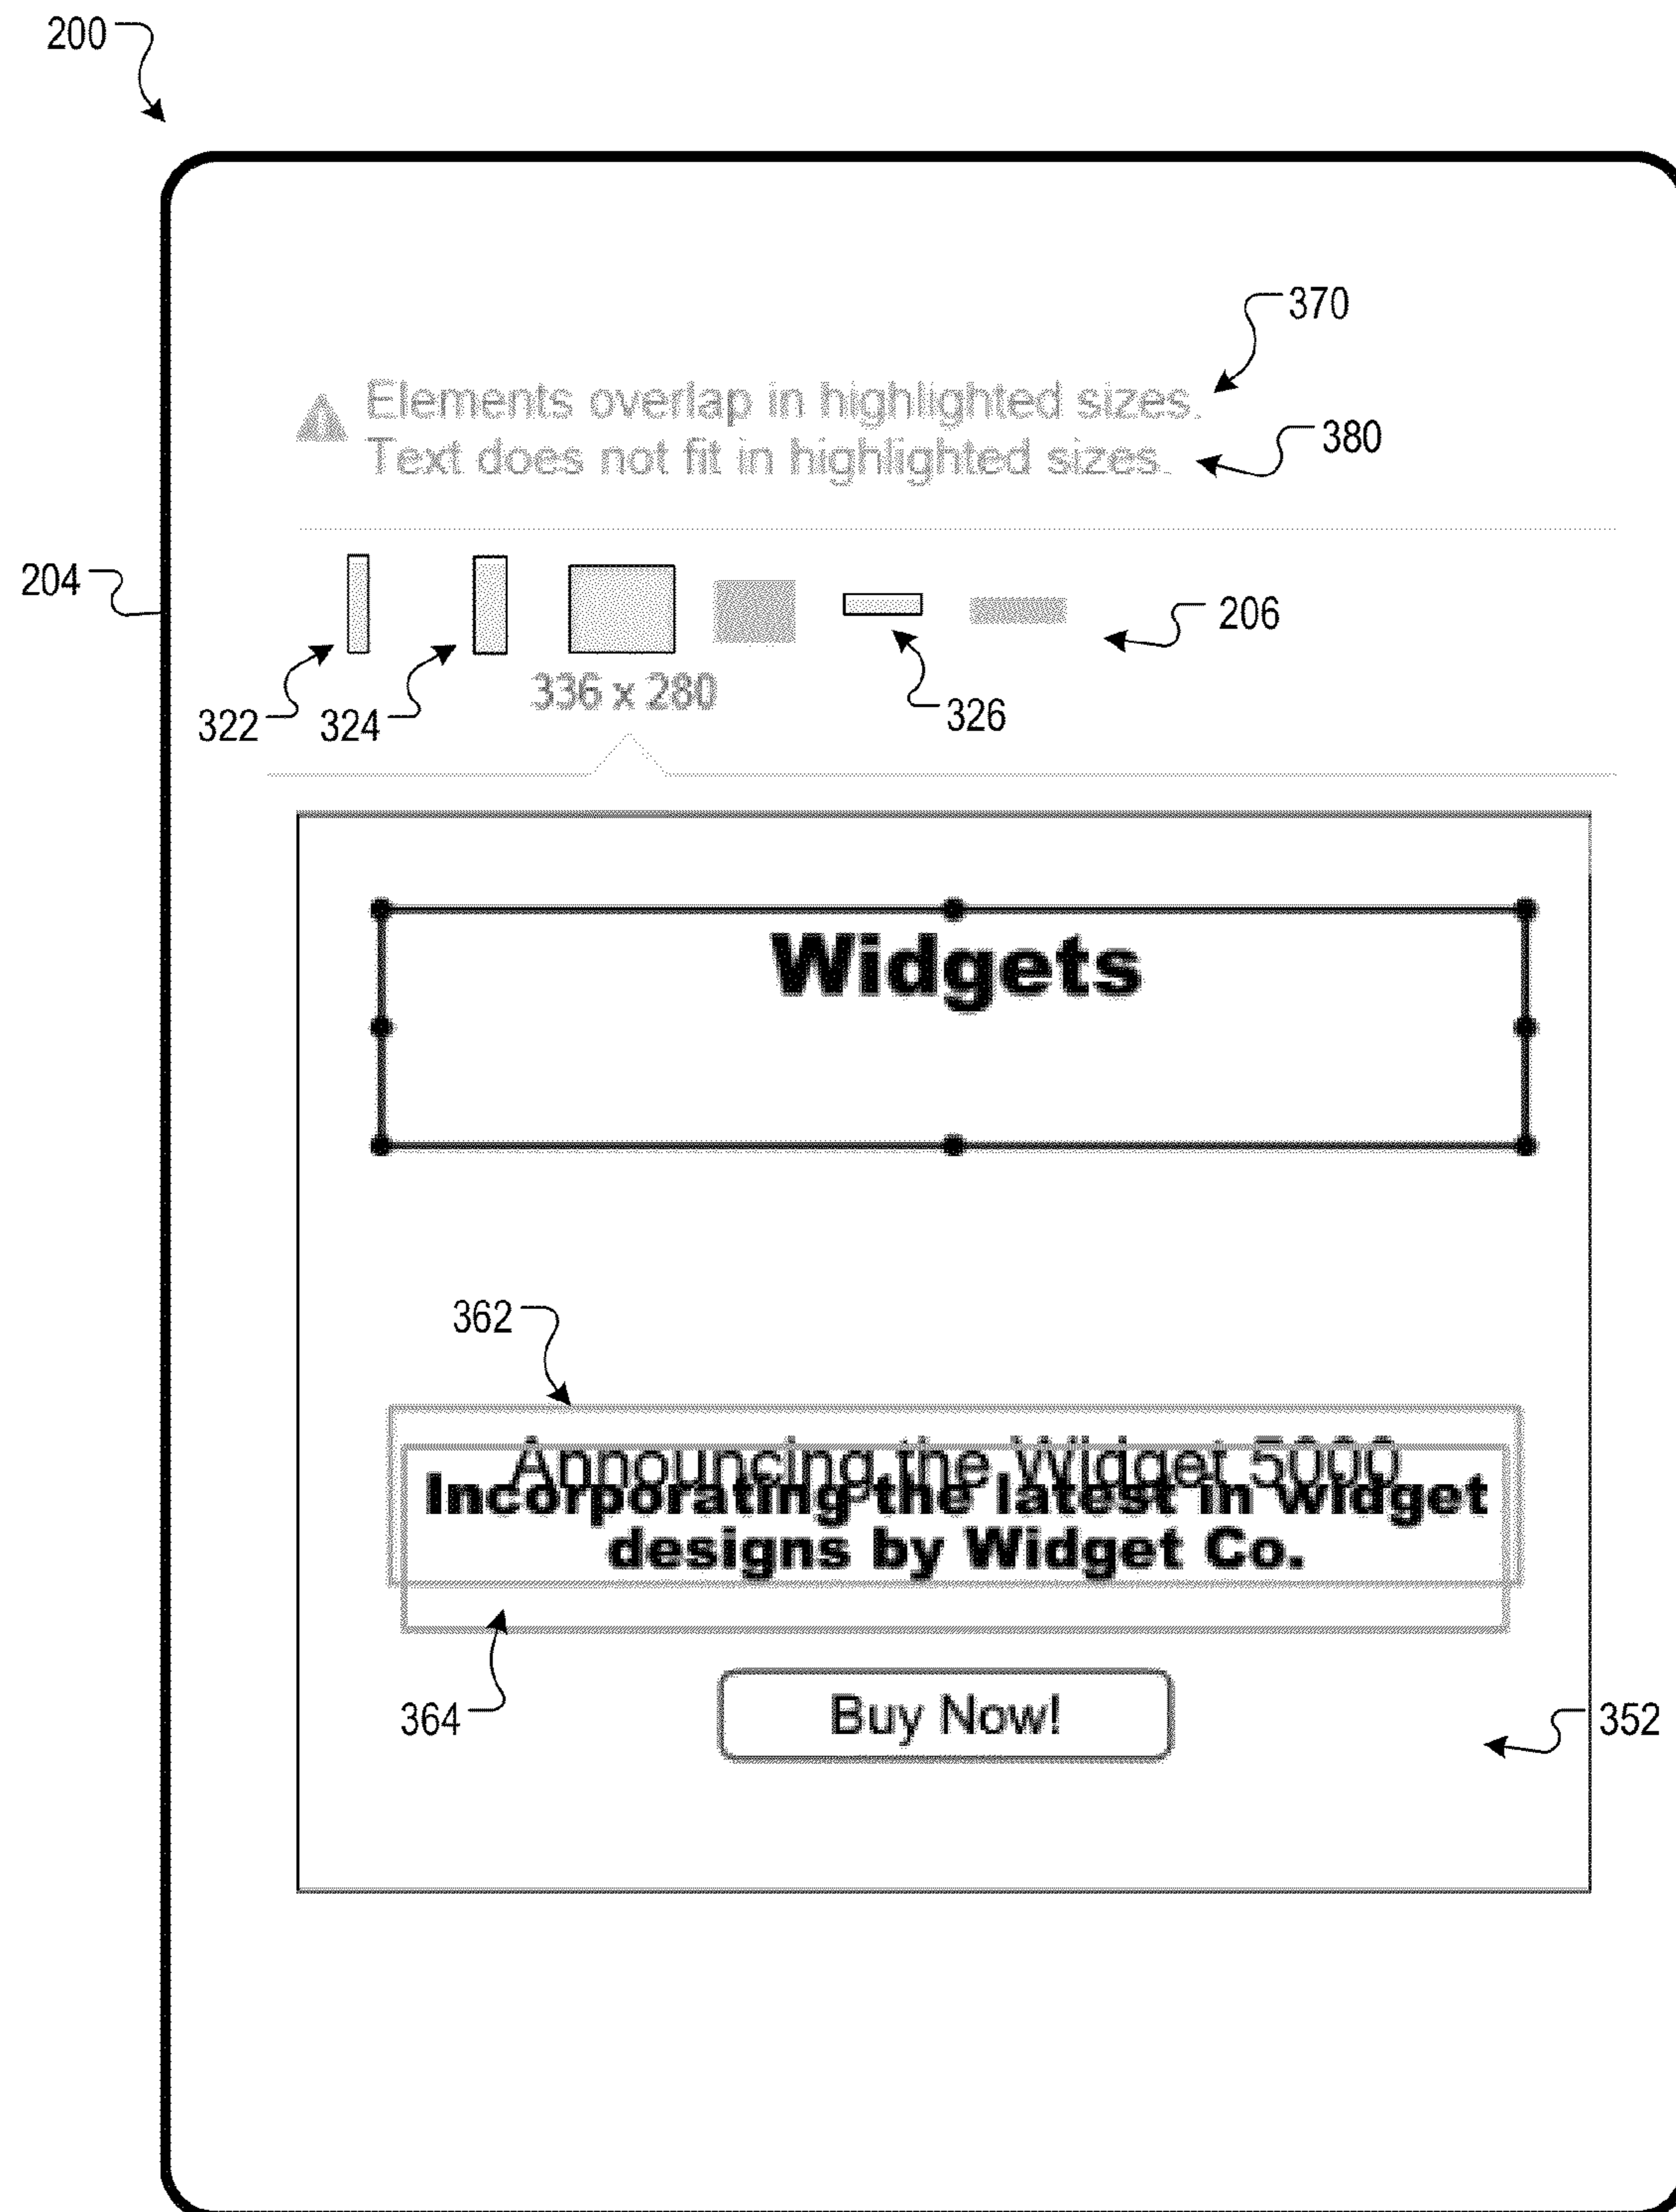 200
370
Elements overlap in highlighted sizes.
380
Text does not fit in highlighted sizes.
204
206
322
324
336 x 280
326
Widgets
362
Announcing the Widget 5000
Incorporating the latest in widget
designs by Widget Co.
364
Buy Now!
352